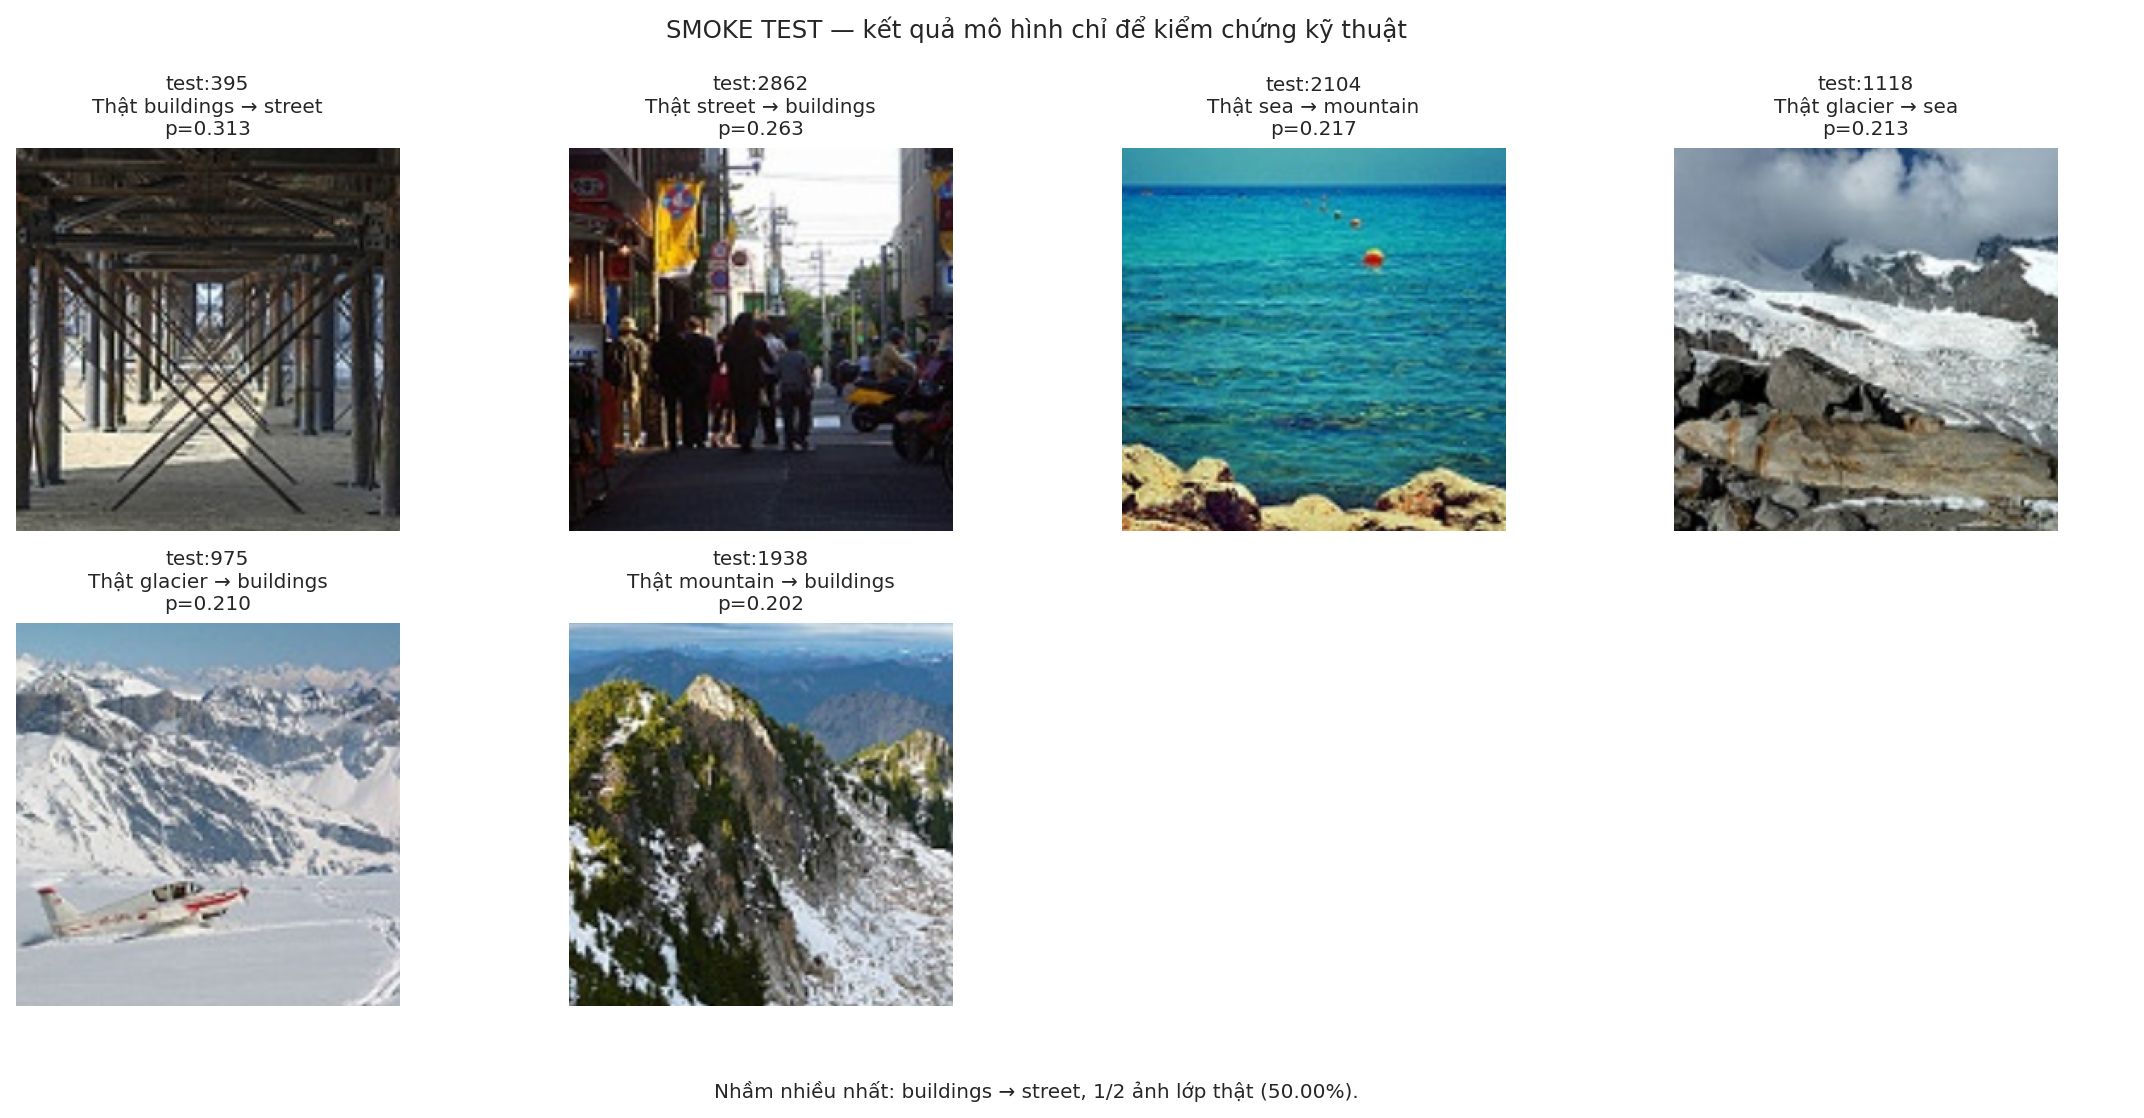 SMOKE TEST — kết quả mô hình chỉ để kiểm chứng kỹ thuật
test:395
Thật buildings → street
p=0.313
test:2862
Thật street → buildings
p=0.263
test:2104
Thật sea → mountain
p=0.217
test:1118
Thật glacier → sea
p=0.213
test:975
Thật glacier → buildings
p=0.210
test:1938
Thật mountain → buildings
p=0.202
Nhầm nhiều nhất: buildings → street, 1/2 ảnh lớp thật (50.00%).